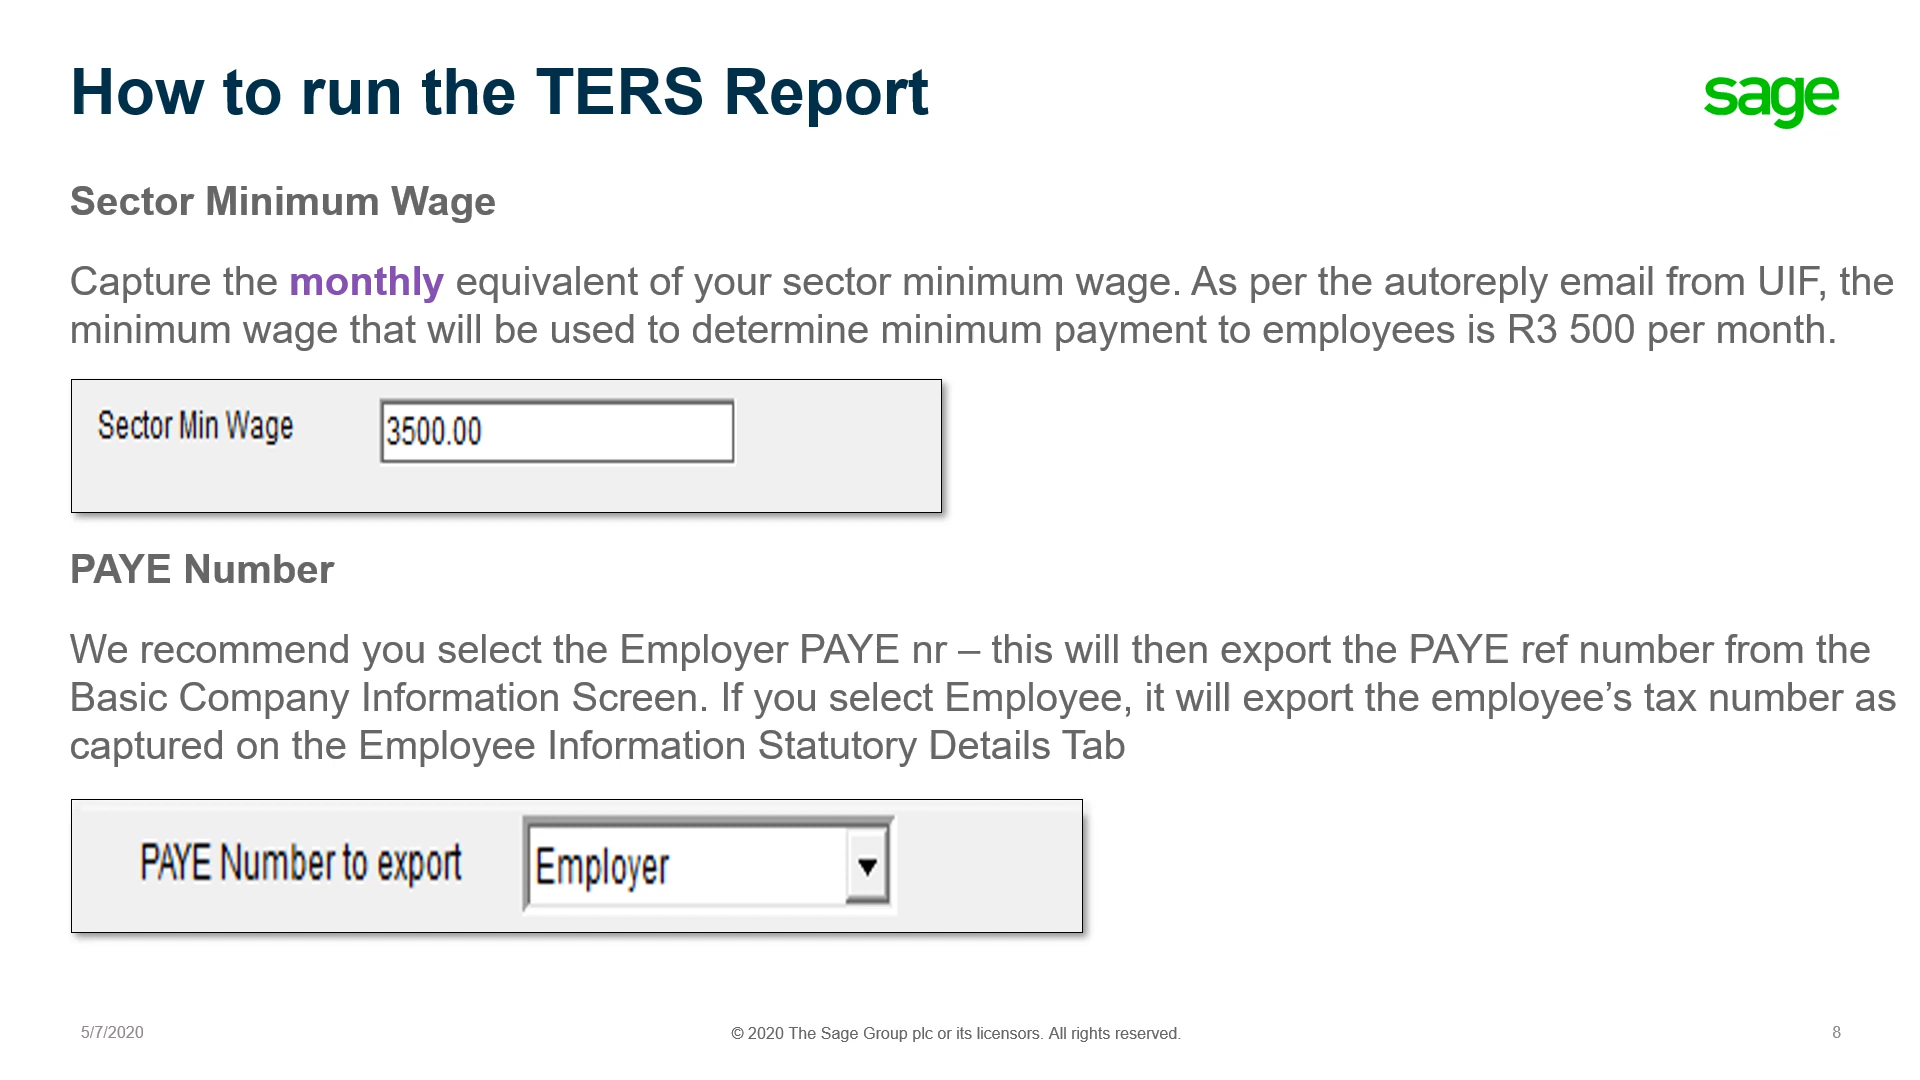 How to run the TERS Report
sage
Sector Minimum Wage
Capture the monthly equivalent of your sector minimum wage. As per the autoreply email from UIF, the
minimum wage that will be used to determine minimum payment to employees is R3 500 per month.
Sector Min Wage 3500.00
PAYE Number
We recommend you select the Employer PAYE nr – this will then export the PAYE ref number from the
Basic Company Information Screen. If you select Employee, it will export the employee’s tax number as
captured on the Employee Information Statutory Details Tab
PAYE Number to export Employer
5/7/2020 © 2020 The Sage Group plc or its licensors. All rights reserved. 8